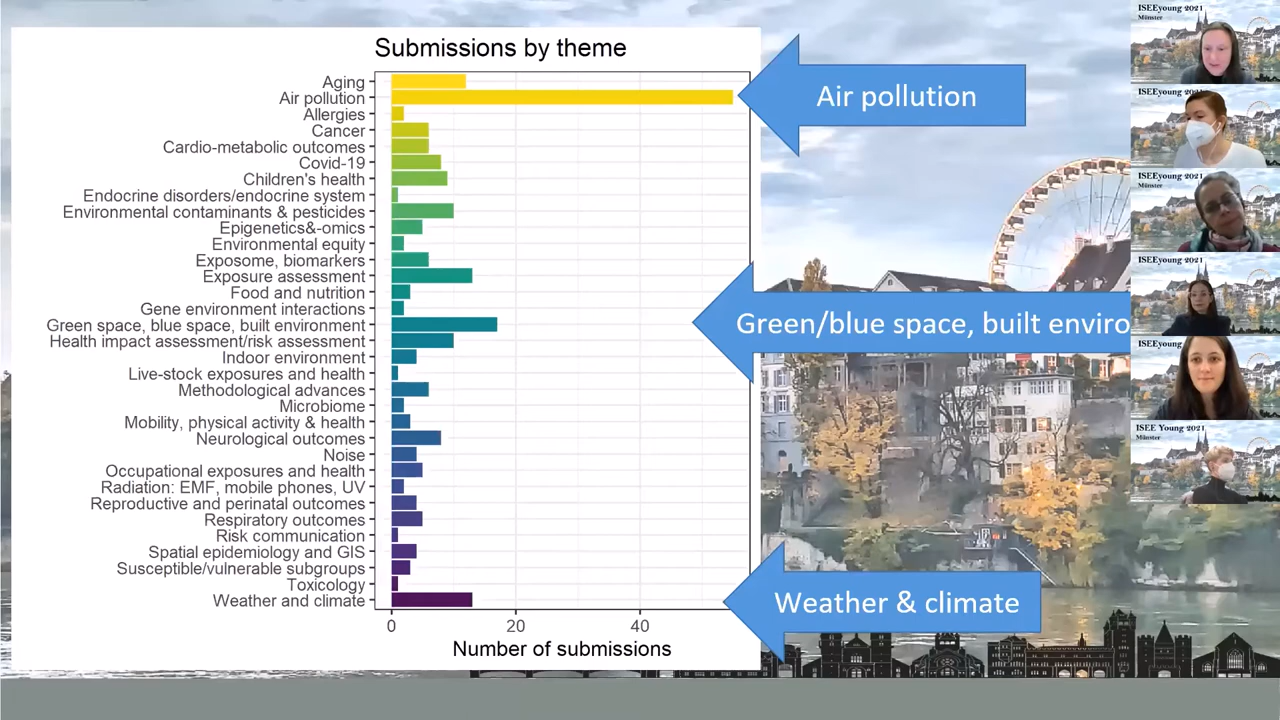 Submissions by theme
Aging
Air pollution
Allergies
Cancer
Cardio-metabolic outcomes
Covid-19
Children's health
Endocrine disorders/endocrine system
Environmental contaminants & pesticides
Epigenetics&-omics
Environmental equity
Exposome, biomarkers
Exposure assessment
Food and nutrition
Gene environment interactions
Green space, blue space, built environment
Health impact assessment/risk assessment
Indoor environment
Live-stock exposures and health
Methodological advances
Microbiome
Mobility, physical activity & health
Neurological outcomes
Noise
Occupational exposures and health
Radiation: EMF, mobile phones, UV
Reproductive and perinatal outcomes
Respiratory outcomes
Risk communication
Spatial epidemiology and GIS
Susceptible/vulnerable subgroups
Toxicology
Weather and climate
0 20 40
Number of submissions
Air pollution
Green/blue space, built enviro
Weather & climate
ISEEyoung 2021
Münster
ISEEyoung 2021
ISEEyoung 2021
Münster
ISEEyoung
ISEEyoung
ISEE Young 2021
Münster